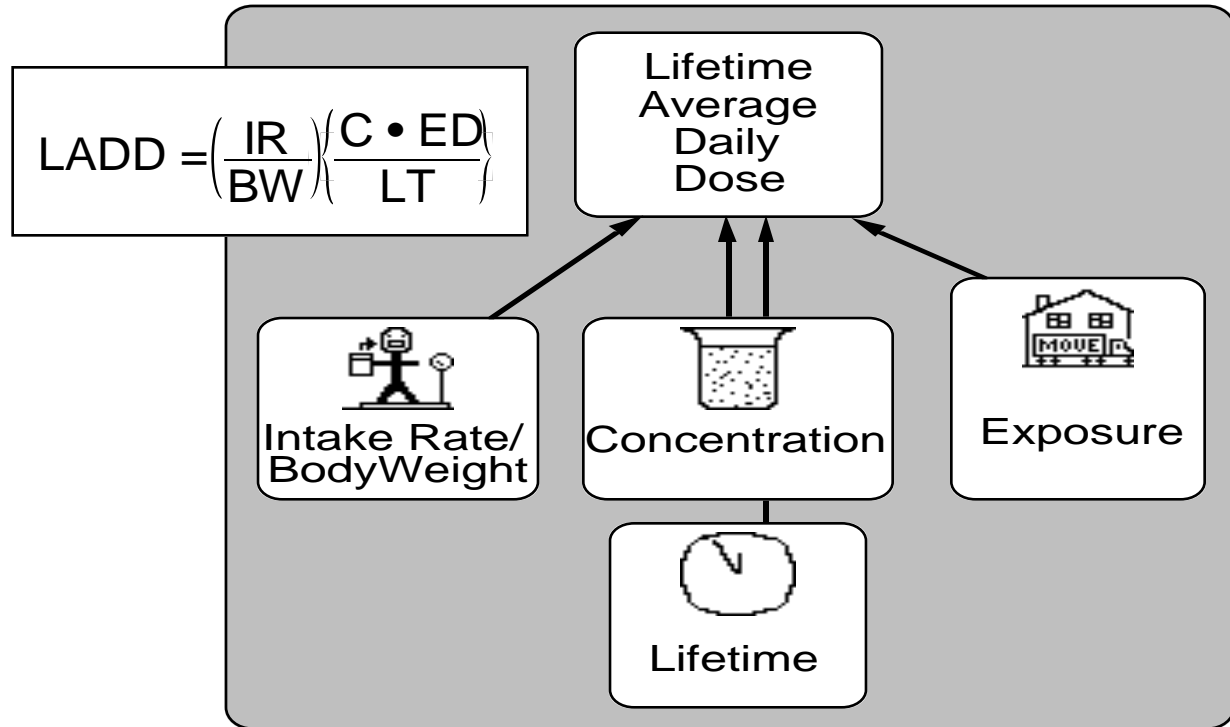 Lifetime
Average
Daily
Dose
LADD = (IR/BW){C • ED/LT}
MOVE
Intake Rate/
BodyWeight
Concentration
Exposure
Lifetime